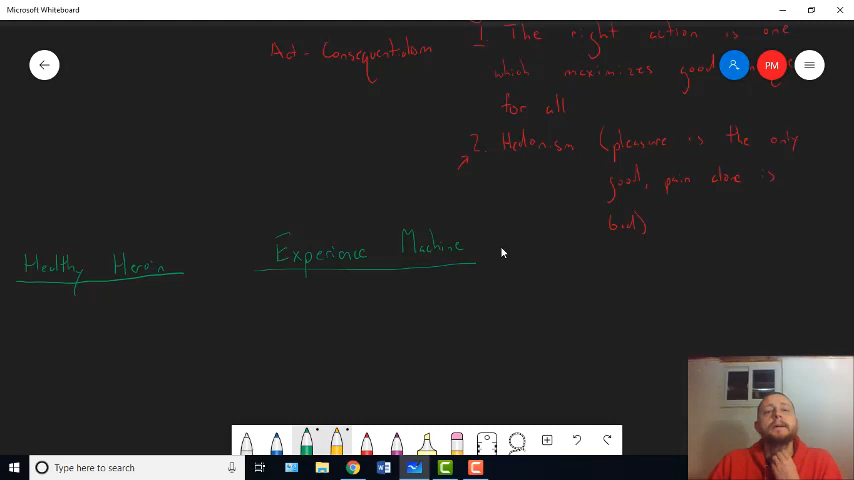 Microsoft Whiteboard
1. The right action is one
Act-Consequentialism
which maximizes good
for all
2. Hedonism (pleasure is the only
good, pain alone is
bad)
PM
Healthy Heroin
Experience Machine
Type here to search